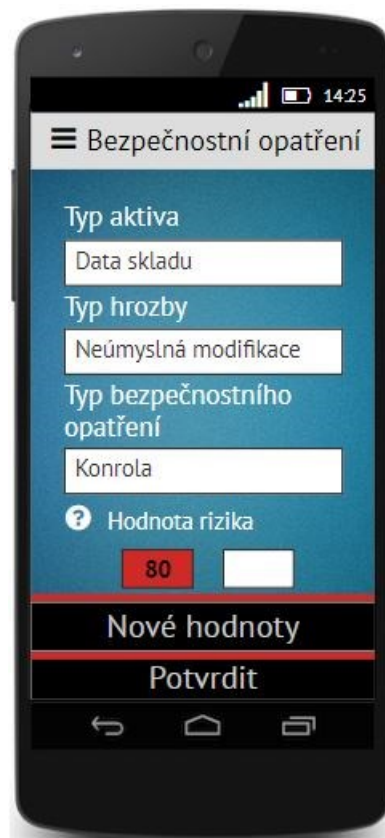 14:25
Bezpečnostní opatření
Typ aktiva
Data skladu
Typ hrozby
Neúmyslná modifikace
Typ bezpečnostního
opatření
Konrola
? Hodnota rizika
80
Nové hodnoty
Potvrdit